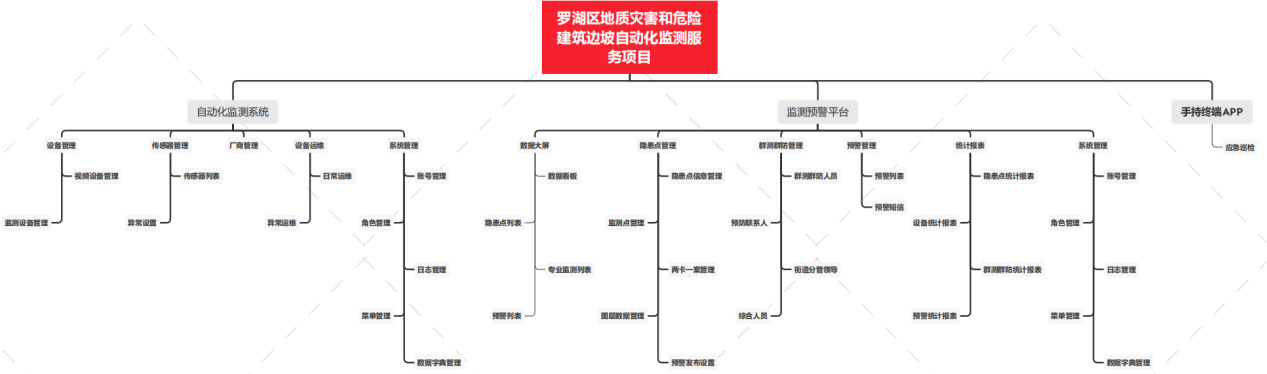 罗湖区地质灾害和危险
建筑边坡自动化监测服
务项目
自动化监测系统
监测预警平台
手持终端APP
设备管理
传感器管理
厂商管理
设备运维
系统管理
数据大屏
隐患点管理
群测群防管理
预警管理
统计报表
系统管理
应急巡检
视频设备管理
传感器列表
日常运维
账号管理
数据看板
隐患点信息管理
群测群防人员
预警列表
隐患点统计报表
账号管理
预警短信
监测设备管理
异常设置
异常运维
角色管理
隐患点列表
监测点管理
预防联系人
设备统计报表
角色管理
日志管理
专业监测列表
两卡一案管理
街道分管领导
群测群防统计报表
日志管理
菜单管理
预警列表
图层数据管理
综合人员
预警统计报表
菜单管理
数据字典管理
预警发布设置
数据字典管理